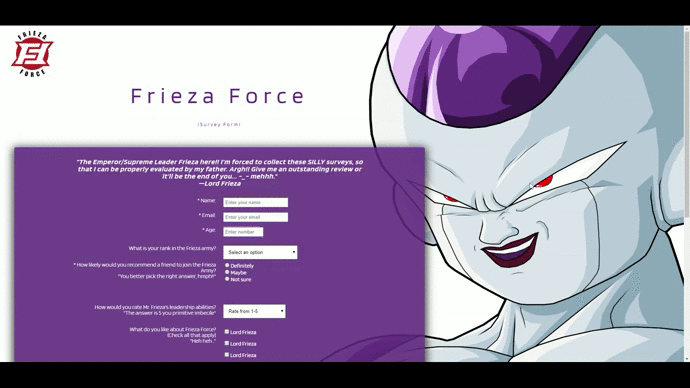 FRIEZA
FORCE
Frieza Force
(Survey Form)
"The Emperor/Supreme Leader Frieza here!! I'm forced to collect these SILLY surveys, so
that I can be properly evaluated by my father. Argh!! Give me an outstanding review or
it'll be the end of you... -_- mehhh."
—Lord Frieza
* Name:
Enter your name
* Email:
Enter your email
* Age:
Enter number
What is your rank in the Frieza army?
Select an option
* How likely would you recommend a friend to join the Frieza
Army?
"You better pick the right answer, hmph!!"
Definitely
Maybe
Not sure
How would you rate Mr. Frieza's leadership abilities?
"The answer is 5 you primitive imbecile"
Rate from 1-5
What do you like about Frieza Force?
(Check all that apply)
"Heh heh.."
Lord Frieza
Lord Frieza
Lord Frieza